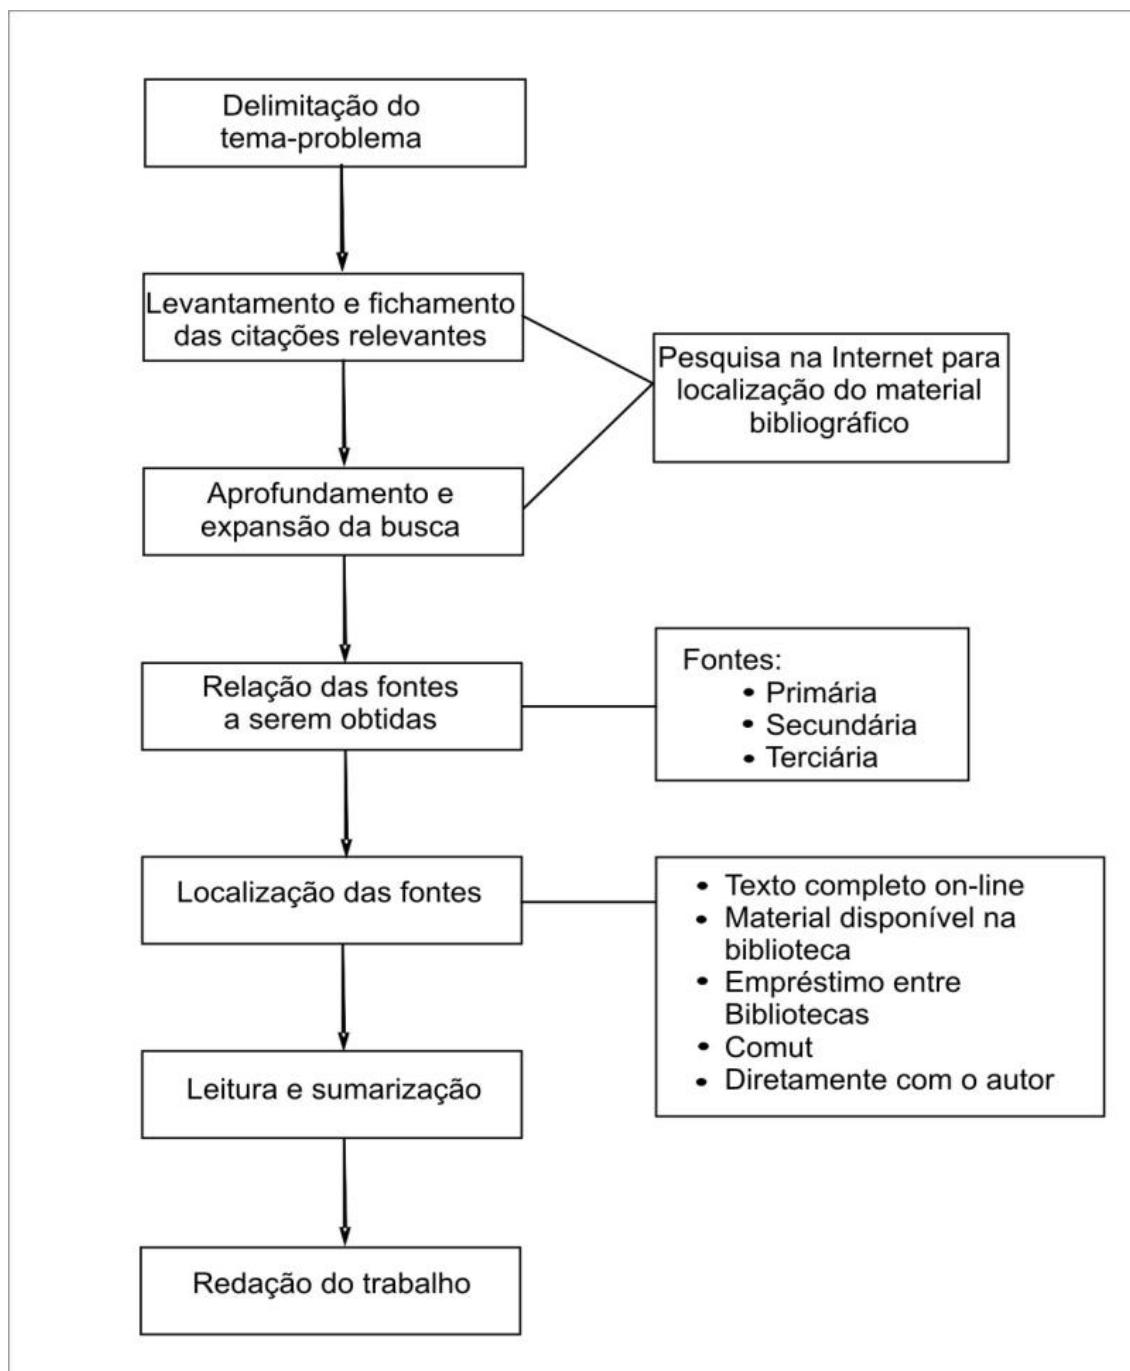 Delimitação do
tema-problema
Levantamento e fichamento
das citações relevantes
Pesquisa na Internet para
localização do material
bibliográfico
Aprofundamento e
expansão da busca
Relação das fontes
a serem obtidas
Fontes:
• Primária
• Secundária
• Terciária
Localização das fontes
• Texto completo on-line
• Material disponível na
biblioteca
• Empréstimo entre
Bibliotecas
• Comut
• Diretamente com o autor
Leitura e sumarização
Redação do trabalho